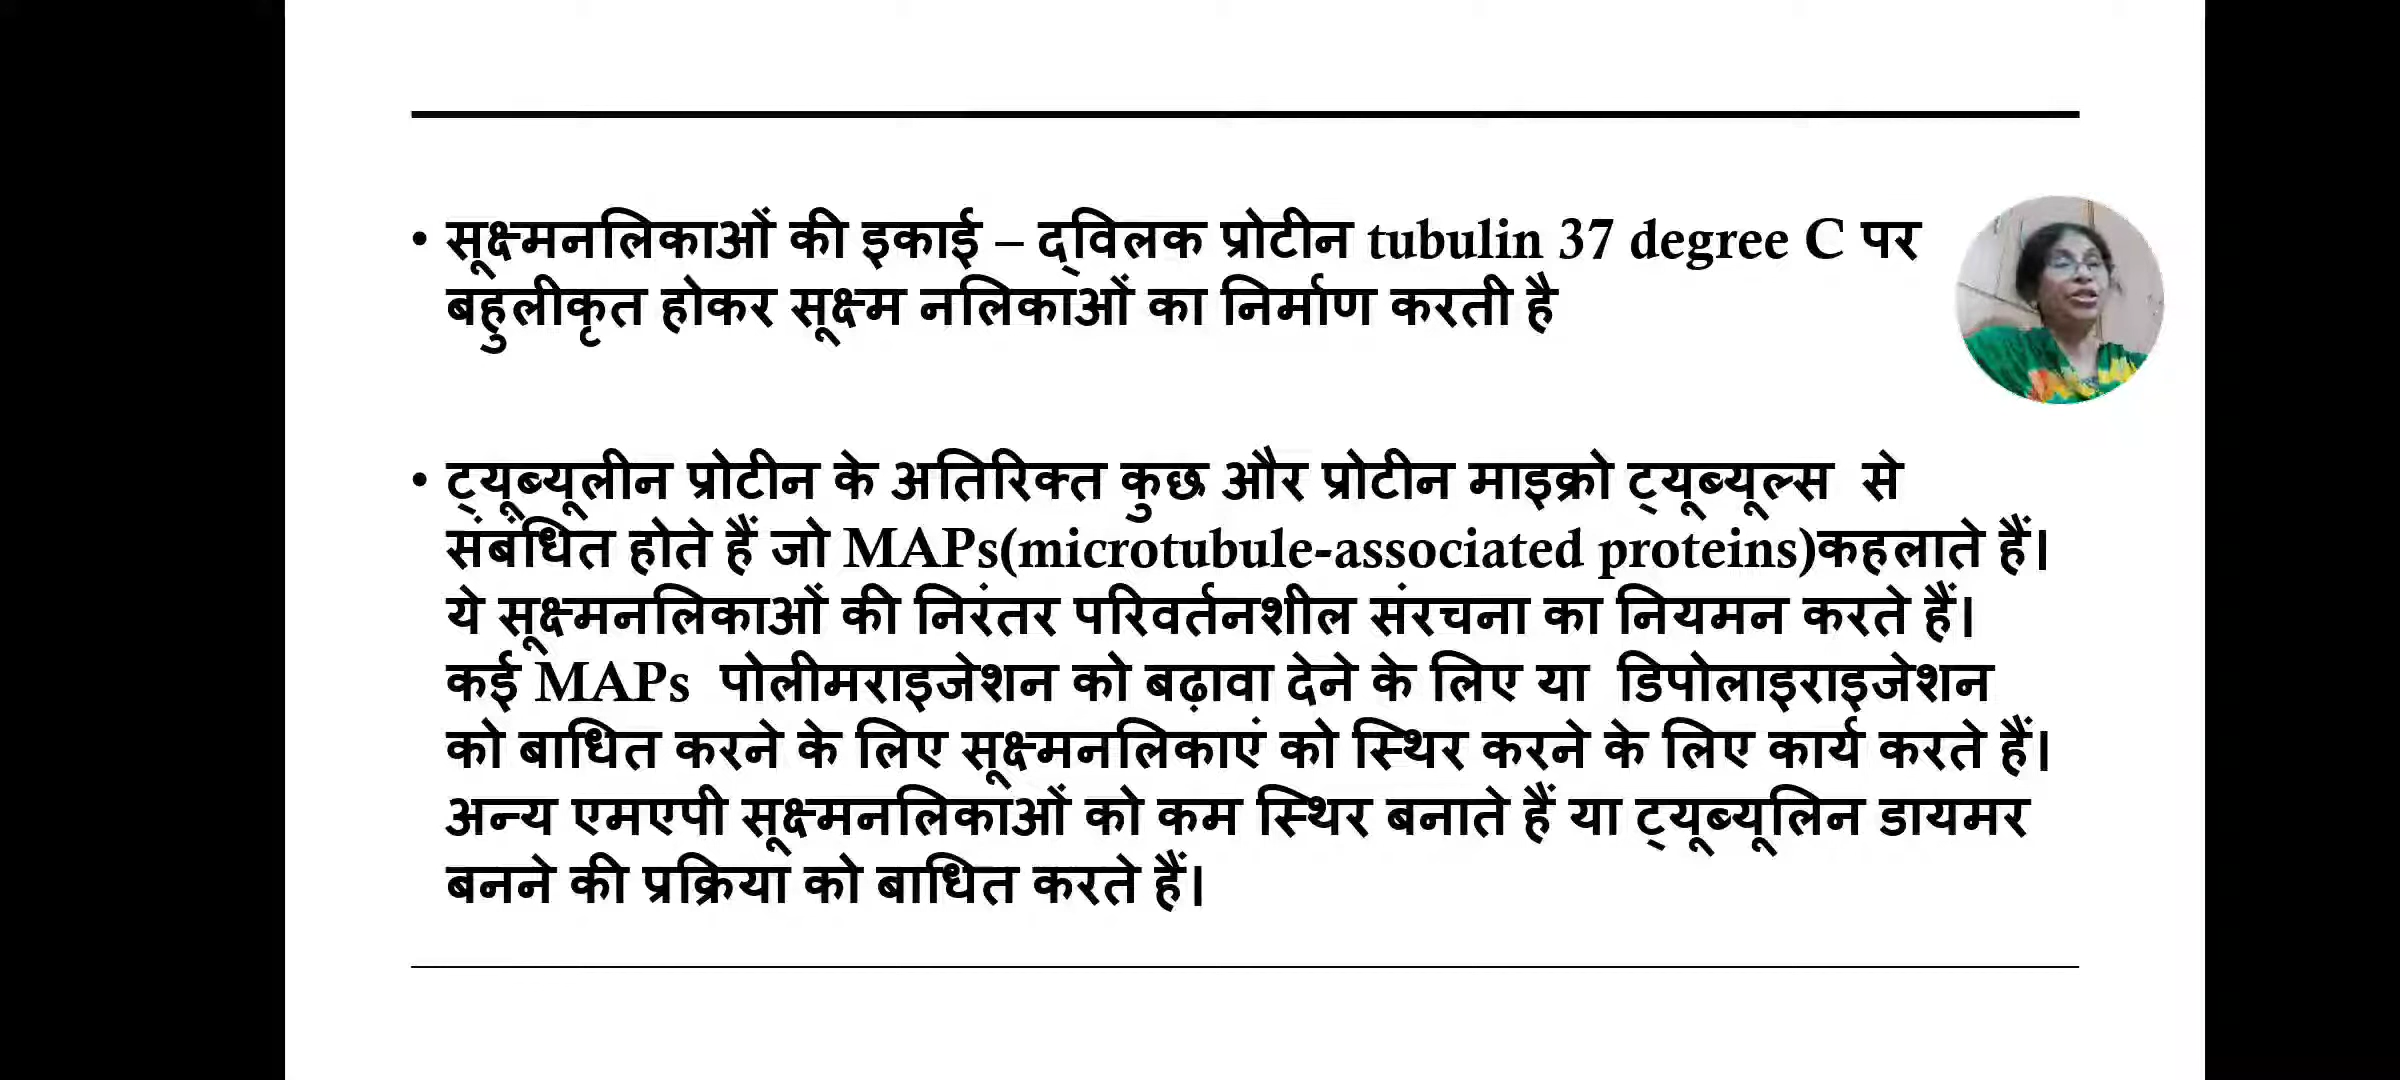 • सूक्ष्मनलिकाओं की इकाई – द्विलक प्रोटीन tubulin 37 degree C पर
बहुलीकृत होकर सूक्ष्म नलिकाओं का निर्माण करती है
• ट्यूब्यूलीन प्रोटीन के अतिरिक्त कुछ और प्रोटीन माइक्रो ट्यूब्यूल्स से
संबंधित होते हैं जो MAPs(microtubule-associated proteins)कहलाते हैं।
ये सूक्ष्मनलिकाओं की निरंतर परिवर्तनशील संरचना का नियमन करते हैं।
कई MAPs पोलीमराइजेशन को बढ़ावा देने के लिए या डिपोलाइराइजेशन
को बाधित करने के लिए सूक्ष्मनलिकाएं को स्थिर करने के लिए कार्य करते हैं।
अन्य एमएपी सूक्ष्मनलिकाओं को कम स्थिर बनाते हैं या ट्यूब्यूलिन डायमर
बनने की प्रक्रिया को बाधित करते हैं।